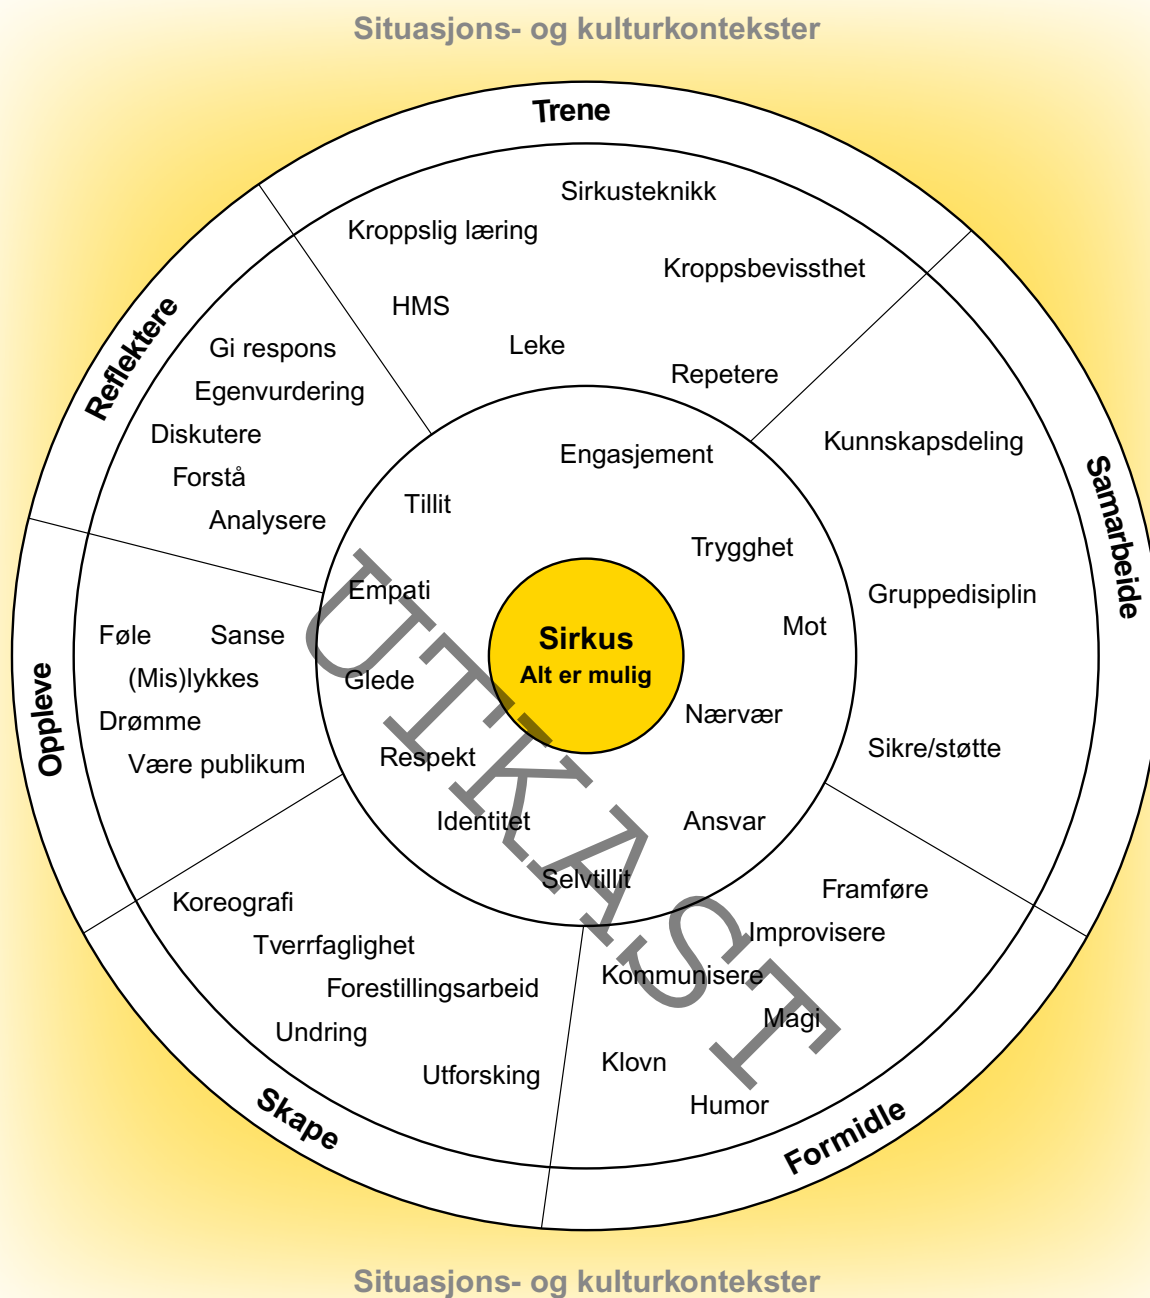 Situasjons- og kulturkontekster
Trene
Sirkusteknikk
Kroppslig læring
Kroppsbevissthet
HMS
Leke
Repetere
Samarbeide
Kunnskapsdeling
Gruppedisiplin
Sikre/støtte
Formidle
Framføre
Improvisere
Kommunisere
Magi
Klovn
Humor
Skape
Koreografi
Tverrfaglighet
Forestillingsarbeid
Undring
Utforsking
Oppleve
Føle Sanse
(Mis)lykkes
Drømme
Være publikum
Reflektere
Gi respons
Egenvurdering
Diskutere
Forstå
Analysere
Engasjement
Tillit
Trygghet
Empati
Mot
Glede
Nærvær
Respekt
Identitet
Ansvar
Selvtillit
Sirkus
Alt er mulig
UTKAST
Situasjons- og kulturkontekster